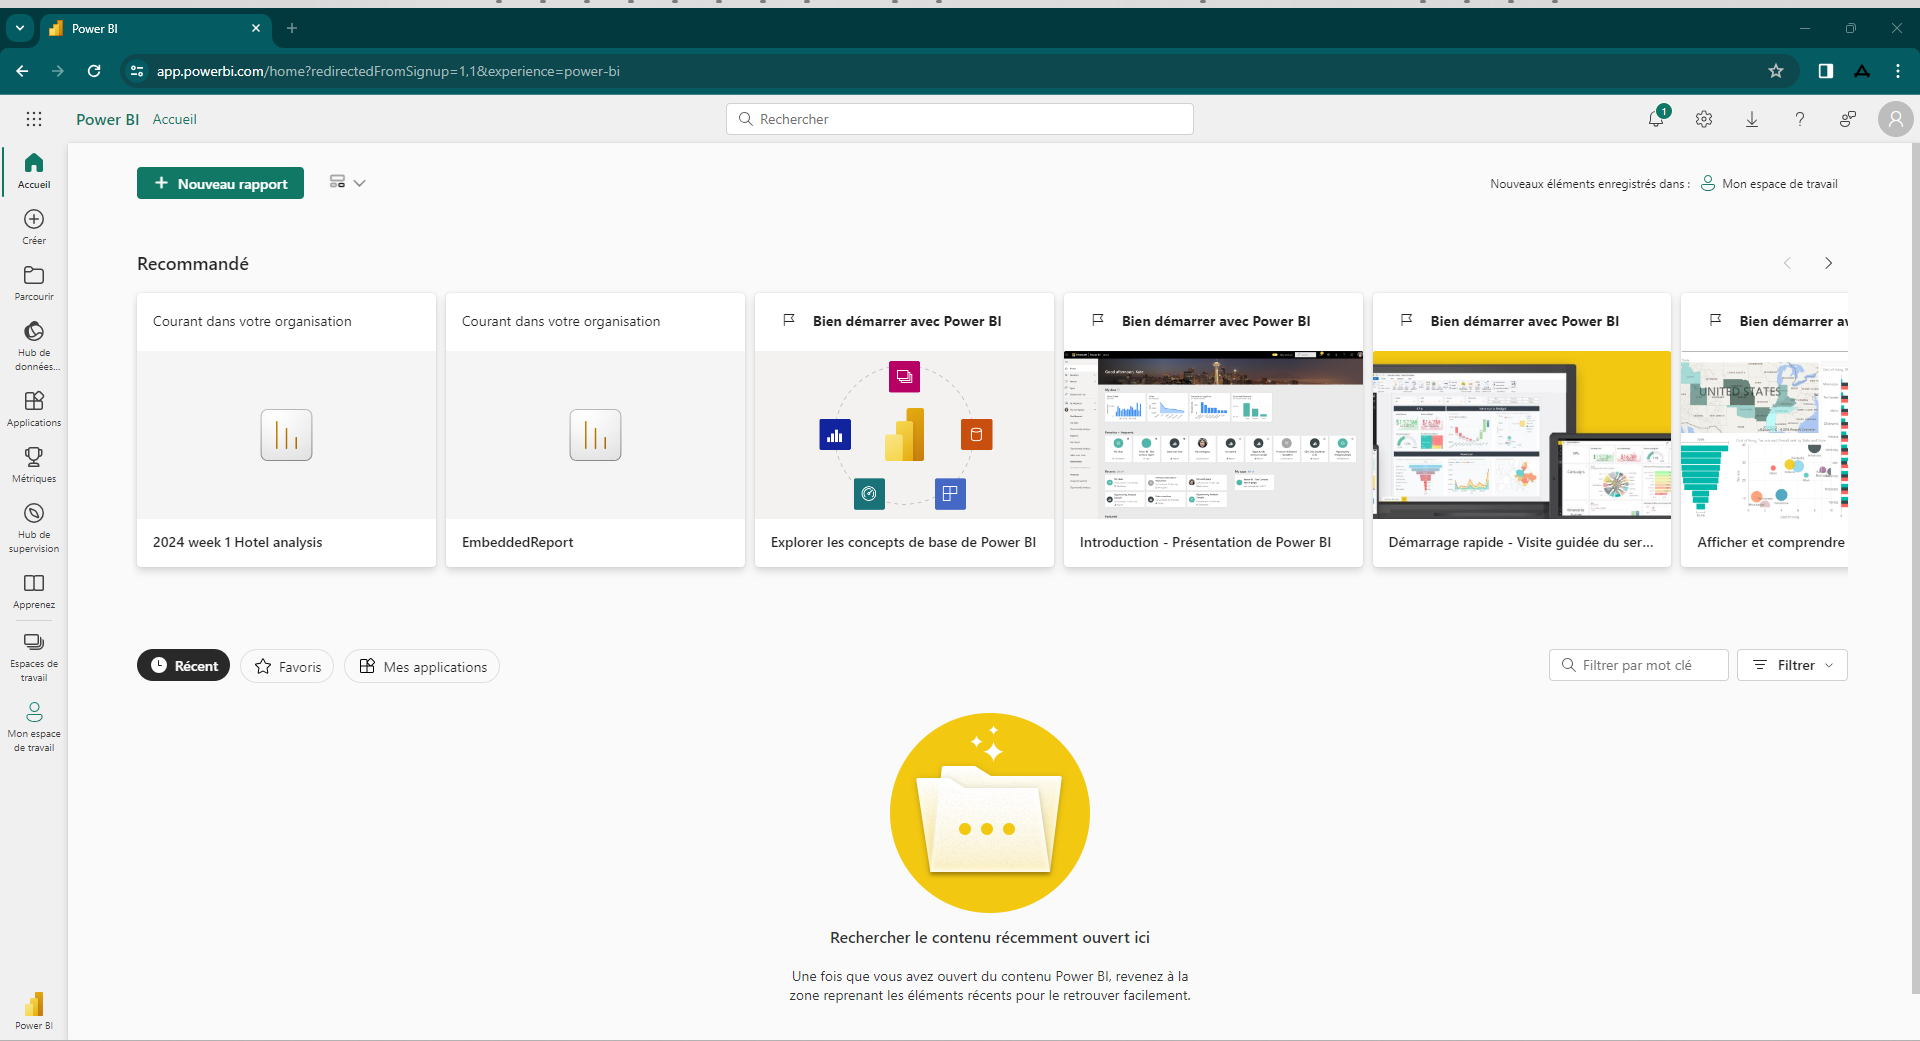 Power BI
app.powerbi.com/home?redirectedFromSignup=1,1&experience=power-bi
Power BI Accueil
Rechercher
1
Accueil
Créer
Parcourir
Hub de
données...
Applications
Métriques
Hub de
supervision
Apprenez
Espaces de
travail
Mon espace
de travail
Power BI
Nouveau rapport
Nouveaux éléments enregistrés dans :
Mon espace de travail
Recommandé
Courant dans votre organisation
2024 week 1 Hotel analysis
Courant dans votre organisation
EmbeddedReport
Bien démarrer avec Power BI
Explorer les concepts de base de Power BI
Bien démarrer avec Power BI
Good afternoon,
Introduction - Présentation de Power BI
Bien démarrer avec Power BI
Démarrage rapide - Visite guidée du ser...
Bien démarrer av
UNITED STATES
Afficher et comprendre
Récent
Favoris
Mes applications
Filtrer par mot clé
Filtrer
Rechercher le contenu récemment ouvert ici
Une fois que vous avez ouvert du contenu Power BI, revenez à la
zone reprenant les éléments récents pour le retrouver facilement.